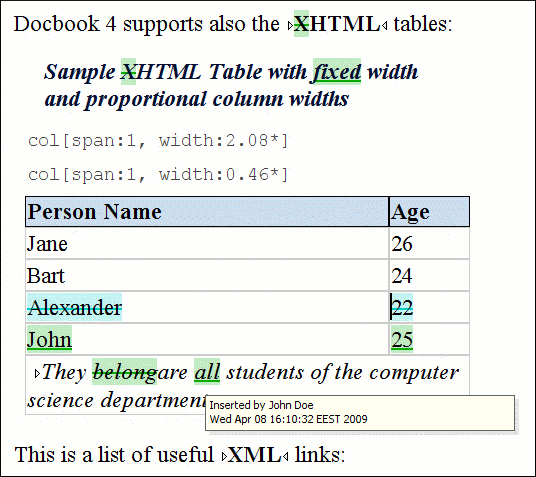 Docbook 4 supports also the XHTML tables:
Sample XHTML Table with fixed width
and proportional column widths
col[span:1, width:2.08*]
col[span:1, width:0.46*]
Person Name Age
Jane 26
Bart 24
Alexander 22
John 25
They belongare all students of the computer
science department
Inserted by John Doe
Wed Apr 08 16:10:32 EEST 2009
This is a list of useful XML links: